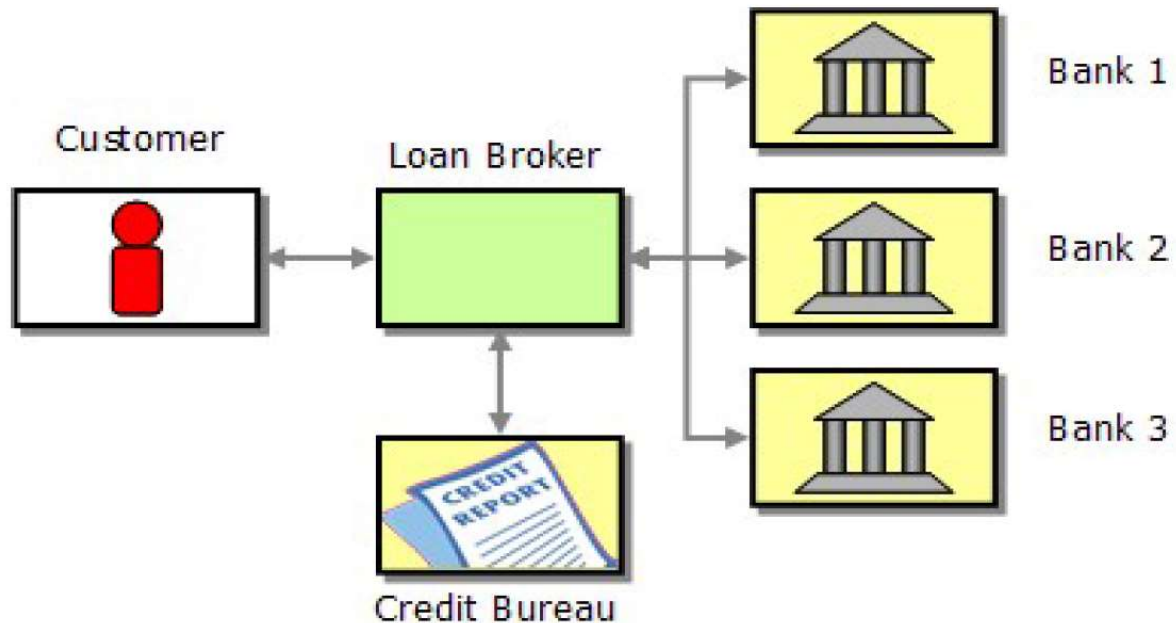 Customer
Loan Broker
Bank 1
Bank 2
Bank 3
CREDIT
REPORT
Credit Bureau